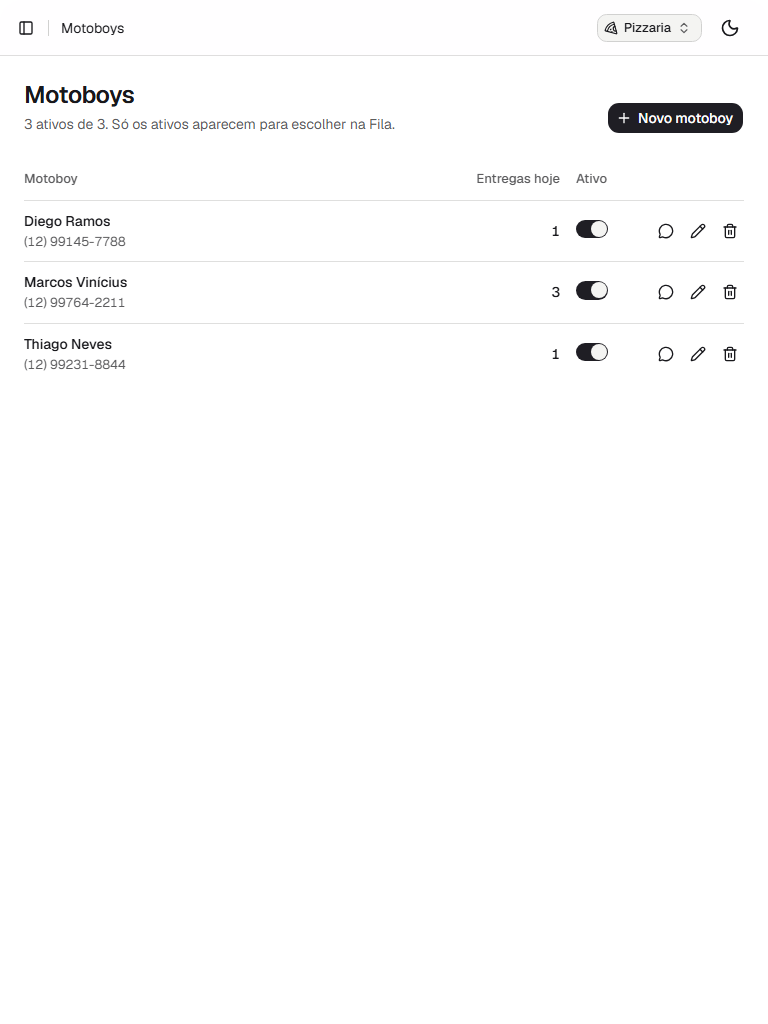 Motoboys
Pizzaria
Motoboys
3 ativos de 3. Só os ativos aparecem para escolher na Fila.
Novo motoboy
Motoboy Entregas hoje Ativo
Diego Ramos
(12) 99145-7788
1
Marcos Vinícius
(12) 99764-2211
3
Thiago Neves
(12) 99231-8844
1